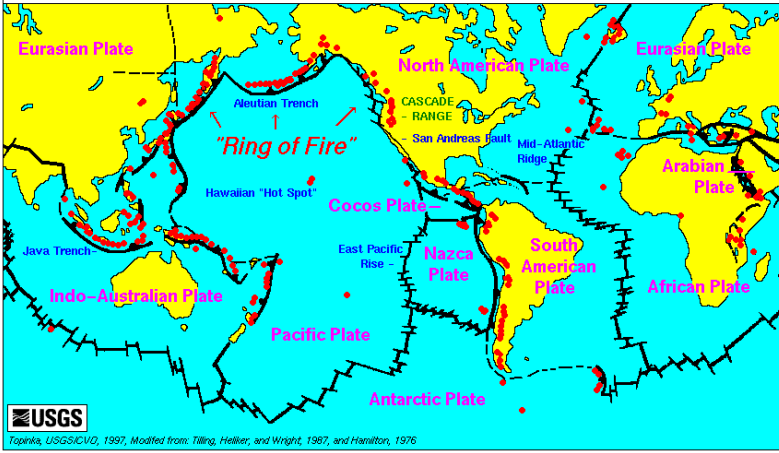 Eurasian Plate
Eurasian Plate
North American Plate
Aleutian Trench
CASCADE
- RANGE
"Ring of Fire"
- San Andreas Fault
Mid-Atlantic
Ridge
Arabian
Plate
Hawaiian "Hot Spot"
Cocos Plate
Java Trench-
East Pacific
Rise -
Nazca
Plate
South
American
Plate
Indo-Australian Plate
African Plate
Pacific Plate
Antarctic Plate
USGS
Topinka, USGS/CVO, 1997, Modifed from: Tilling, Heliker, and Wright, 1987, and Hamilton, 1976